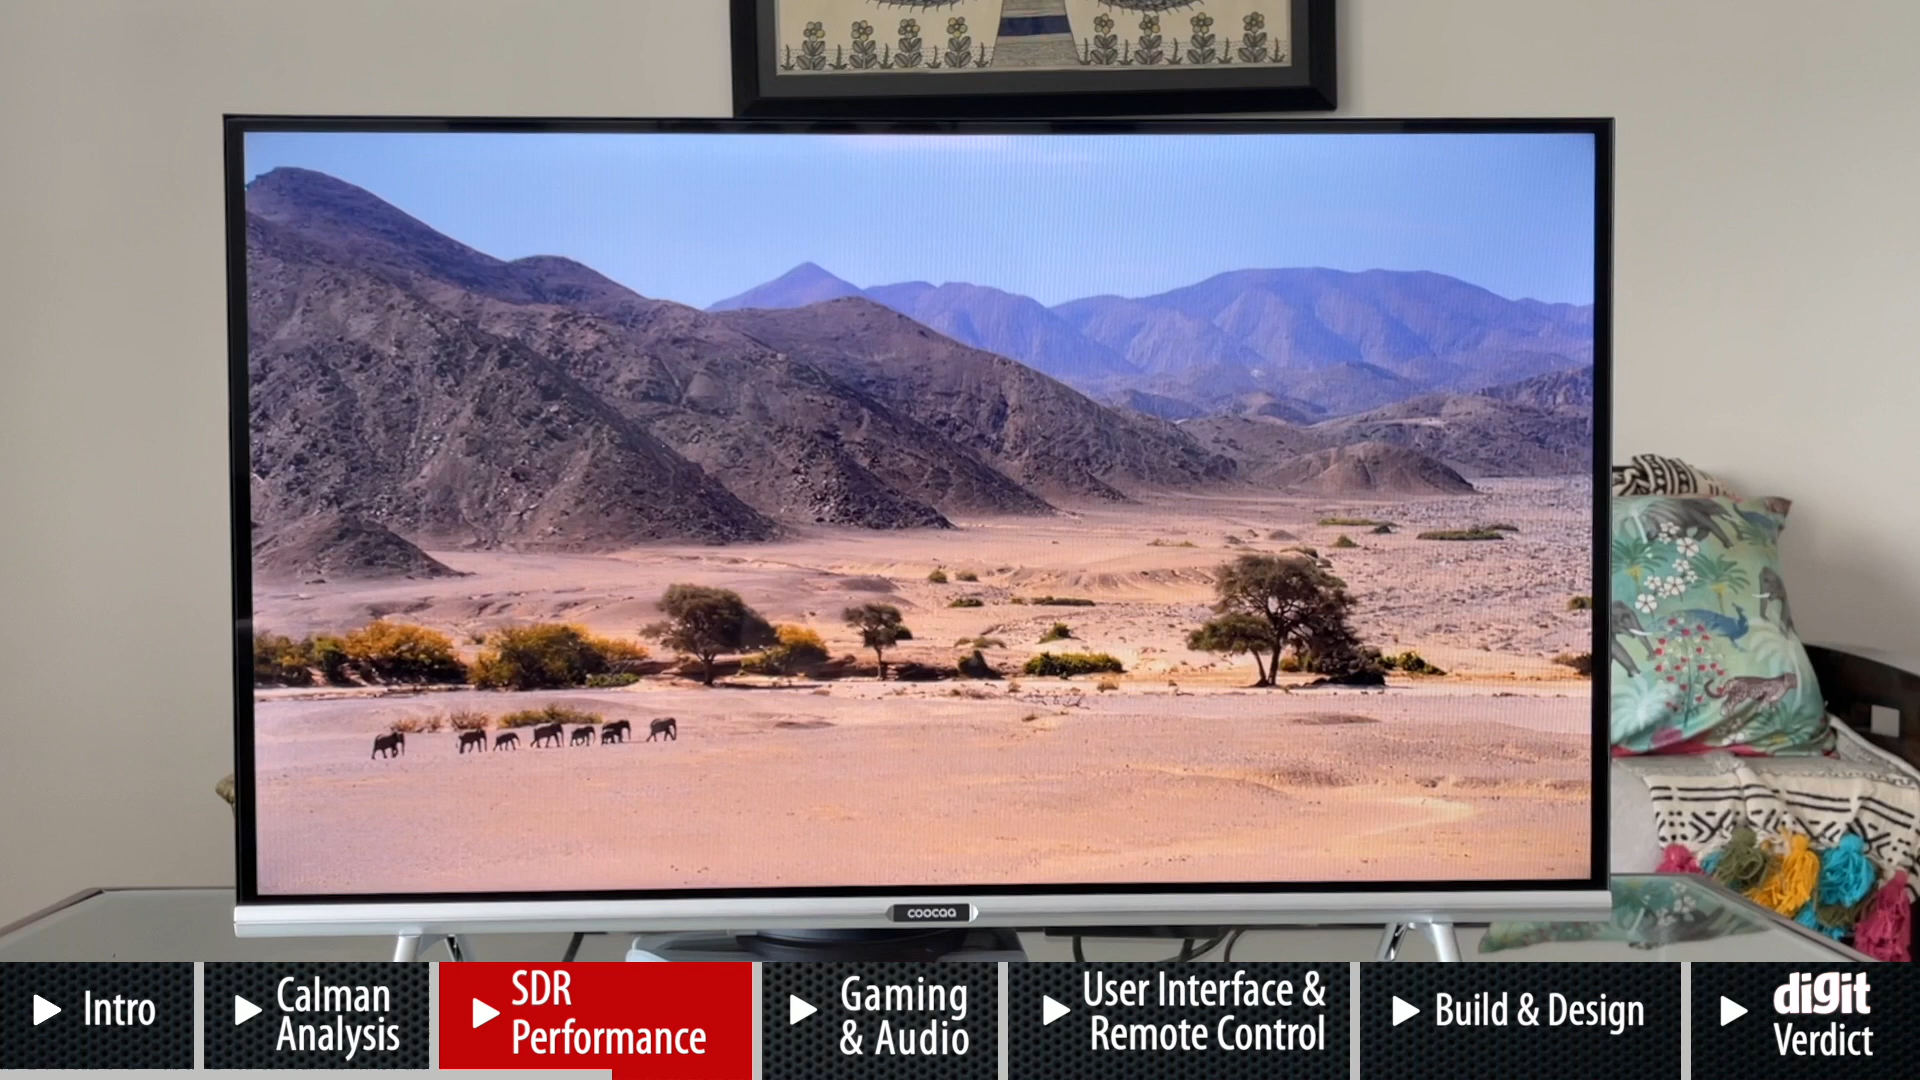 coocaa
Intro
Calman
Analysis
SDR
Performance
Gaming
& Audio
User Interface &
Remote Control
Build & Design
digit
Verdict